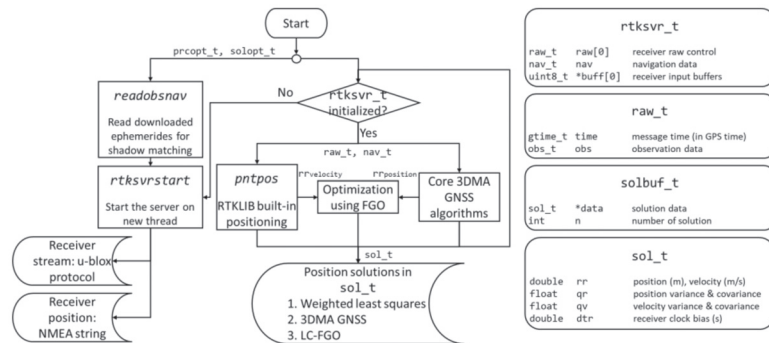 Start
prcopt_t, solopt_t
readobsnav
Read downloaded
ephemerides for
shadow matching
No
rtksvr_t
initialized?
Yes
raw_t, nav_t
rtksvrstart
Start the server on
new thread
pntpos
RTKLIB built-in
positioning
rrvelocity
Optimization
using FGO
rrposition
Core 3DMA
GNSS
algorithms
sol_t
Receiver
stream: u-blox
protocol
Receiver
position:
NMEA string
Position solutions in
sol_t
1. Weighted least squares
2. 3DMA GNSS
3. LC-FGO
rtksvr_t
raw_t raw[0] receiver raw control
nav_t nav navigation data
uint8_t *buff[0] receiver input buffers
raw_t
gtime_t time message time (in GPS time)
obs_t obs observation data
solbuf_t
sol_t *data solution data
int n number of solution
sol_t
double rr position (m), velocity (m/s)
float qr position variance & covariance
float qv velocity variance & covariance
double dtr receiver clock bias (s)